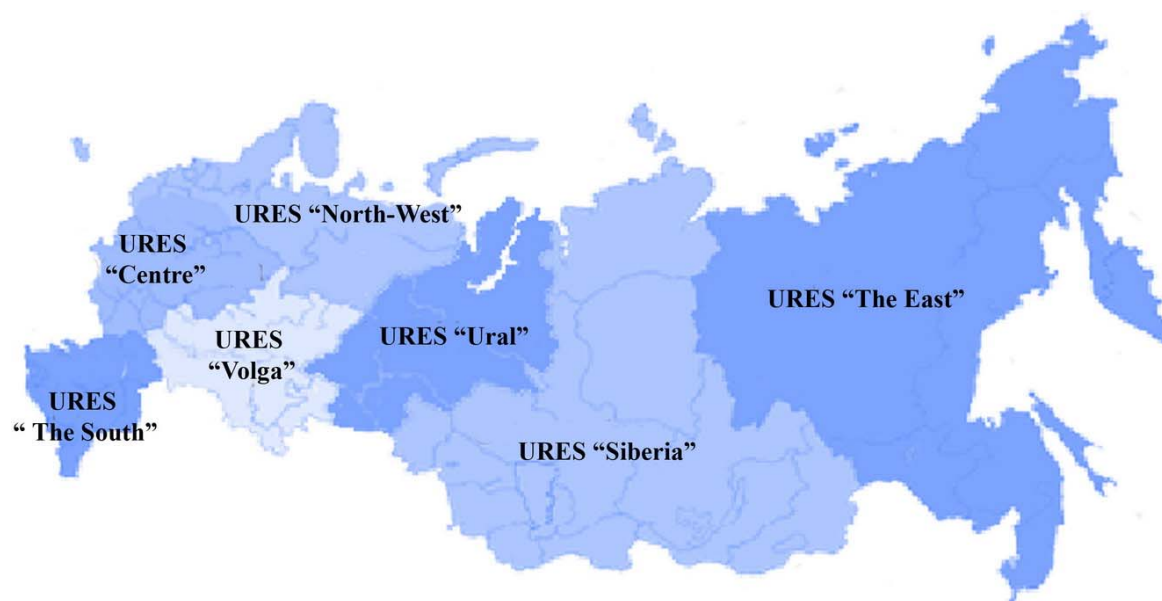 URES “North-West”
URES
“Centre”
URES “The East”
URES “Ural”
URES
“Volga”
URES
“ The South”
URES “Siberia”